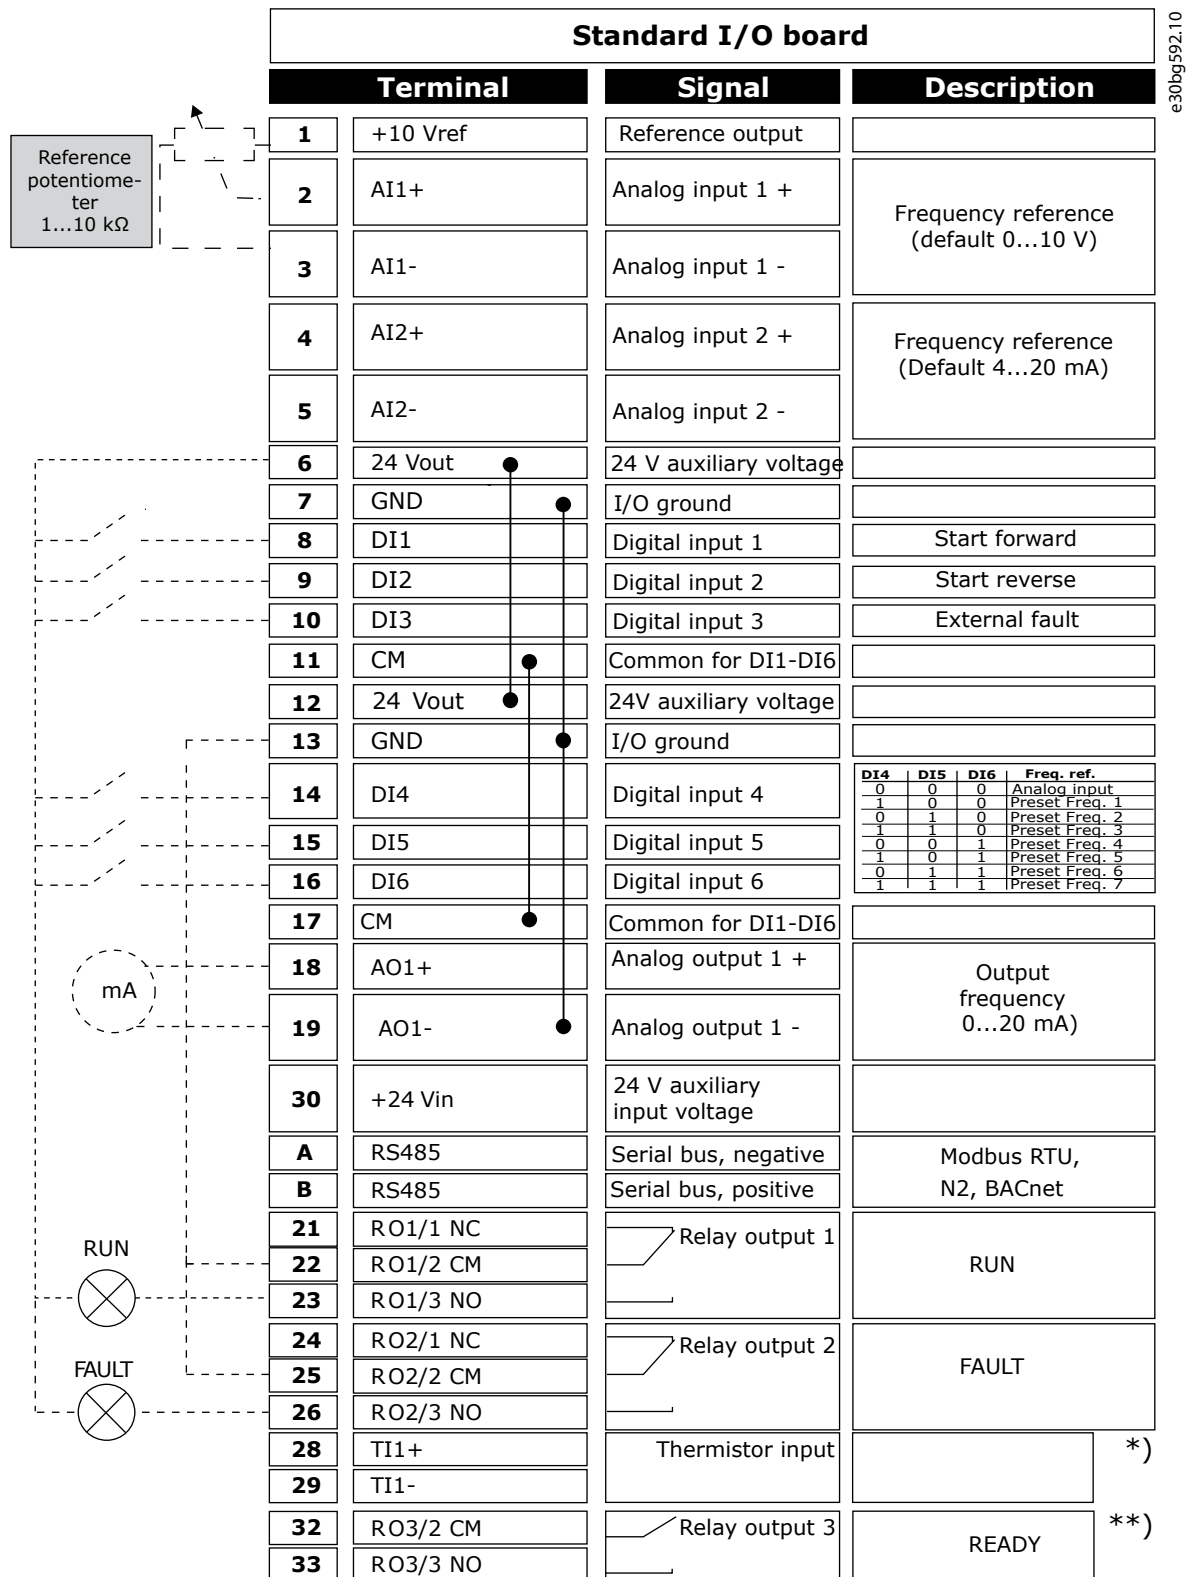 Standard I/O board
e30bg592.10
Terminal Signal Description
1 +10 Vref Reference output
Reference
potentiome-
ter
1...10 kΩ
2 AI1+ Analog input 1 +
Frequency reference
(default 0...10 V)
3 AI1- Analog input 1 -
4 AI2+ Analog input 2 +
Frequency reference
(Default 4...20 mA)
5 AI2- Analog input 2 -
6 24 Vout 24 V auxiliary voltage
7 GND I/O ground
8 DI1 Digital input 1 Start forward
9 DI2 Digital input 2 Start reverse
10 DI3 Digital input 3 External fault
11 CM Common for DI1-DI6
12 24 Vout 24V auxiliary voltage
13 GND I/O ground
14 DI4 Digital input 4
15 DI5 Digital input 5
16 DI6 Digital input 6
DI4 DI5 DI6 Freq. ref.
0 0 0 Analog input
1 0 0 Preset Freq. 1
0 1 0 Preset Freq. 2
1 1 0 Preset Freq. 3
0 0 1 Preset Freq. 4
1 0 1 Preset Freq. 5
0 1 1 Preset Freq. 6
1 1 1 Preset Freq. 7
17 CM Common for DI1-DI6
18 AO1+ Analog output 1 +
mA
Output
frequency
0...20 mA)
19 AO1- Analog output 1 -
30 +24 Vin 24 V auxiliary
input voltage
A RS485 Serial bus, negative Modbus RTU,
B RS485 Serial bus, positive N2, BACnet
21 RO1/1 NC Relay output 1
RUN
22 RO1/2 CM RUN
23 RO1/3 NO
24 RO2/1 NC Relay output 2
FAULT
25 RO2/2 CM FAULT
26 RO2/3 NO
28 TI1+ Thermistor input *)
29 TI1-
32 RO3/2 CM Relay output 3 READY **)
33 RO3/3 NO